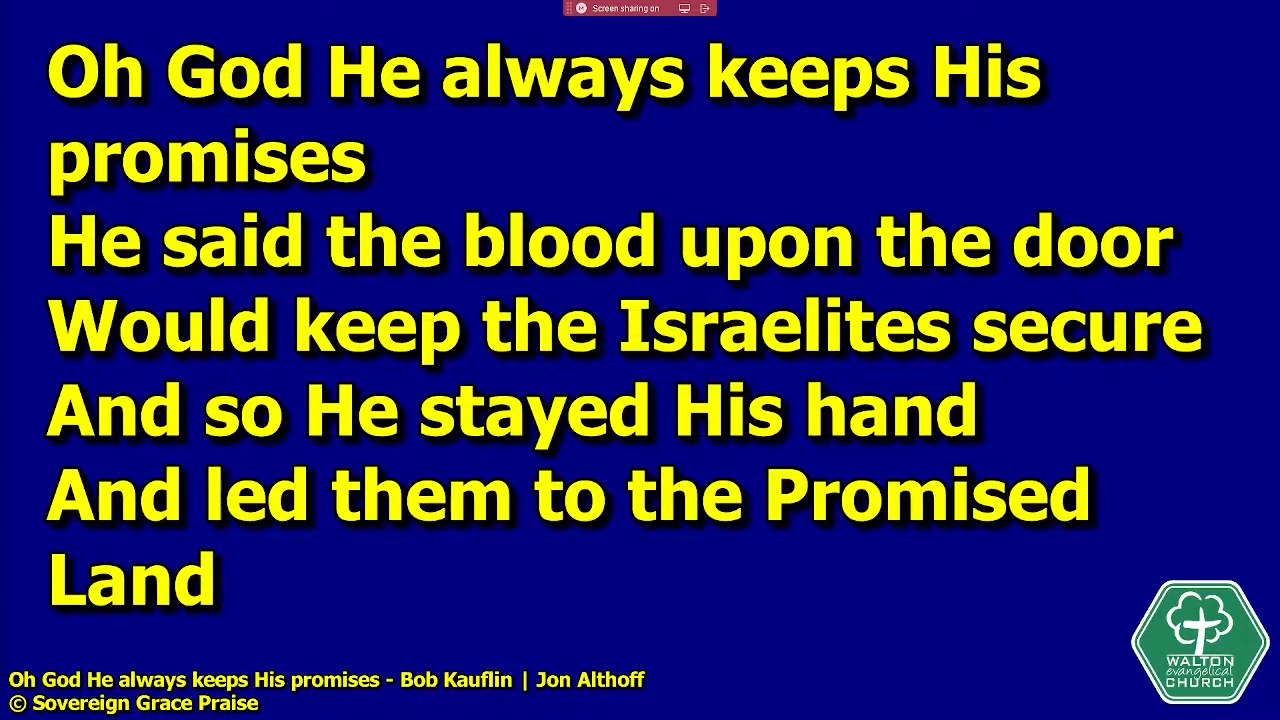 Screen sharing on
Oh God He always keeps His
promises
He said the blood upon the door
Would keep the Israelites secure
And so He stayed His hand
And led them to the Promised
Land
WALTON
evangelical
CHURCH
Oh God He always keeps His promises - Bob Kauflin | Jon Althoff
© Sovereign Grace Praise